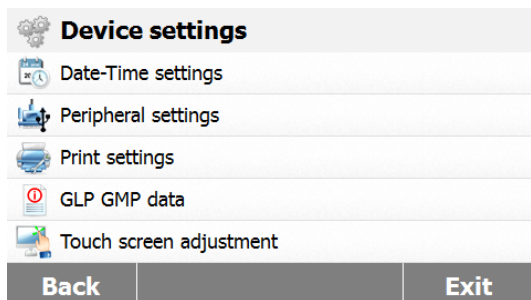 Device settings
Date-Time settings
Peripheral settings
Print settings
GLP GMP data
Touch screen adjustment
Back Exit